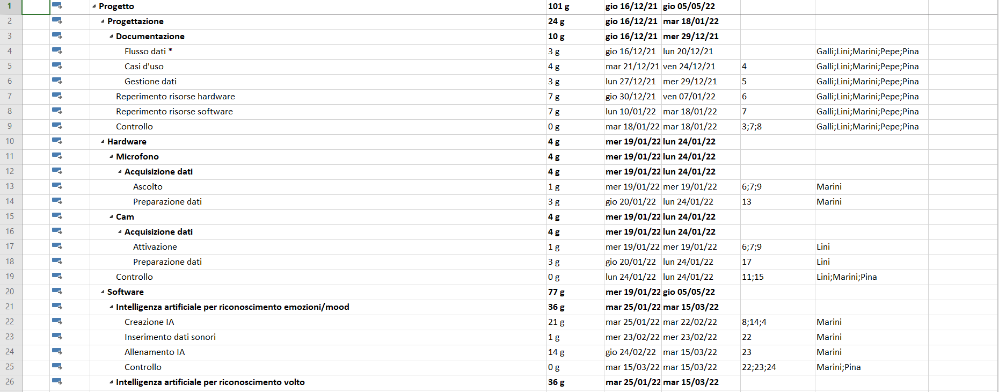 1 Progetto 101 g gio 16/12/21 gio 05/05/22
2 Progettazione 24 g gio 16/12/21 mar 18/01/22
3 Documentazione 10 g gio 16/12/21 mer 29/12/21
4 Flusso dati * 3 g gio 16/12/21 lun 20/12/21 Galli;Lini;Marini;Pepe;Pina
5 Casi d'uso 4 g mar 21/12/21 ven 24/12/21 4 Galli;Lini;Marini;Pepe;Pina
6 Gestione dati 3 g lun 27/12/21 mer 29/12/21 5 Galli;Lini;Marini;Pepe;Pina
7 Reperimento risorse hardware 7 g gio 30/12/21 ven 07/01/22 6 Galli;Lini;Marini;Pepe;Pina
8 Reperimento risorse software 7 g lun 10/01/22 mar 18/01/22 7 Galli;Lini;Marini;Pepe;Pina
9 Controllo 0 g mar 18/01/22 mar 18/01/22 3;7;8 Galli;Lini;Marini;Pepe;Pina
10 Hardware 4 g mer 19/01/22 lun 24/01/22
11 Microfono 4 g mer 19/01/22 lun 24/01/22
12 Acquisizione dati 4 g mer 19/01/22 lun 24/01/22
13 Ascolto 1 g mer 19/01/22 mer 19/01/22 6;7;9 Marini
14 Preparazione dati 3 g gio 20/01/22 lun 24/01/22 13 Marini
15 Cam 4 g mer 19/01/22 lun 24/01/22
16 Acquisizione dati 4 g mer 19/01/22 lun 24/01/22
17 Attivazione 1 g mer 19/01/22 mer 19/01/22 6;7;9 Lini
18 Preparazione dati 3 g gio 20/01/22 lun 24/01/22 17 Lini
19 Controllo 0 g lun 24/01/22 lun 24/01/22 11;15 Lini;Marini;Pina
20 Software 77 g mer 19/01/22 gio 05/05/22
21 Intelligenza artificiale per riconoscimento emozioni/mood 36 g mar 25/01/22 mar 15/03/22
22 Creazione IA 21 g mar 25/01/22 mar 22/02/22 8;14;4 Marini
23 Inserimento dati sonori 1 g mer 23/02/22 mer 23/02/22 22 Marini
24 Allenamento IA 14 g gio 24/02/22 mar 15/03/22 23 Marini
25 Controllo 0 g mar 15/03/22 mar 15/03/22 22;23;24 Marini;Pina
26 Intelligenza artificiale per riconoscimento volto 36 g mar 25/01/22 mar 15/03/22